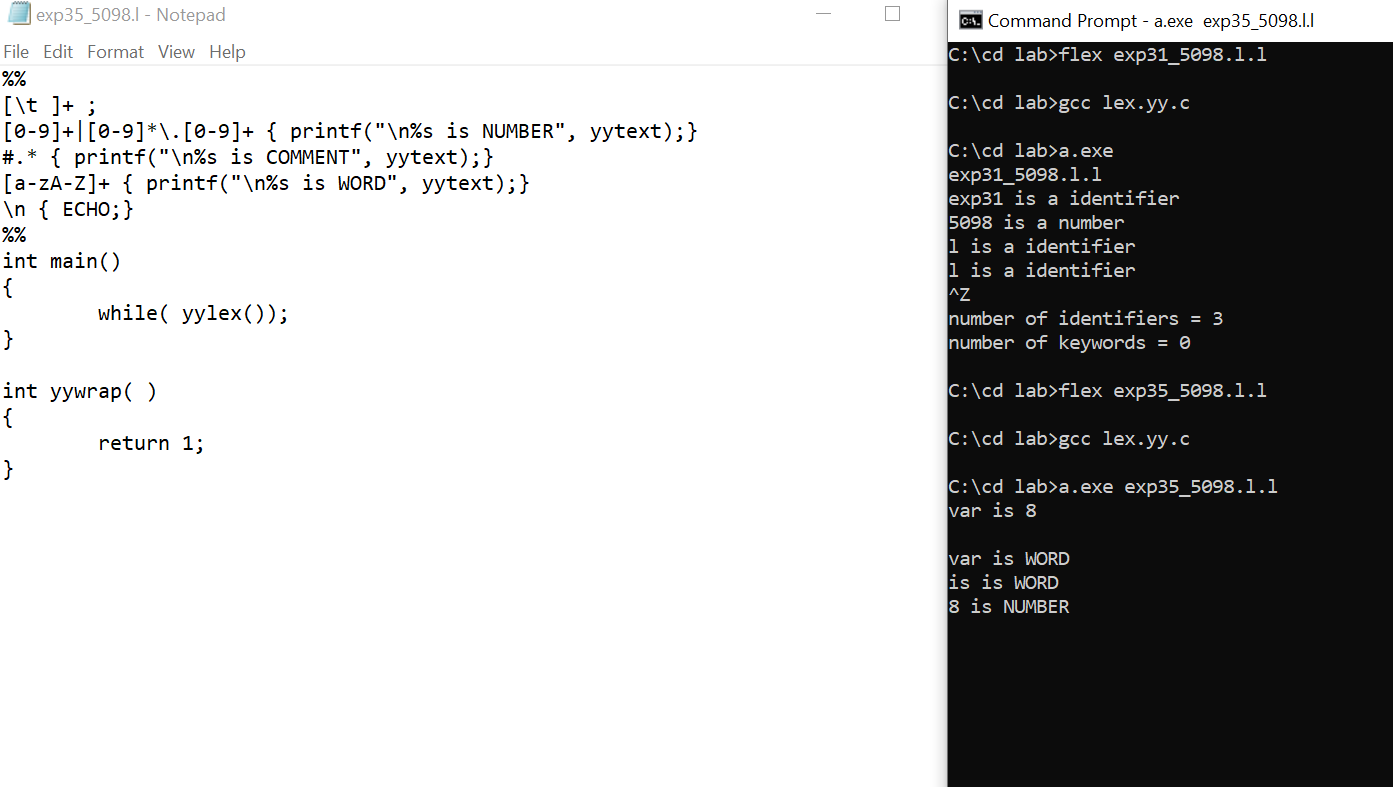 exp35_5098.l - Notepad
File Edit Format View Help
%%
[\t ]+ ;
[0-9]+|[0-9]*\.[0-9]+ { printf("\n%s is NUMBER", yytext);}
#.* { printf("\n%s is COMMENT", yytext);}
[a-zA-Z]+ { printf("\n%s is WORD", yytext);}
\n { ECHO;}
%%
int main()
{
        while( yylex());
}
int yywrap( )
{
        return 1;
}
Command Prompt - a.exe  exp35_5098.l.l
C:\cd lab>flex exp31_5098.l.l
C:\cd lab>gcc lex.yy.c
C:\cd lab>a.exe
exp31_5098.l.l
exp31 is a identifier
5098 is a number
l is a identifier
l is a identifier
^Z
number of identifiers = 3
number of keywords = 0
C:\cd lab>flex exp35_5098.l.l
C:\cd lab>gcc lex.yy.c
C:\cd lab>a.exe exp35_5098.l.l
var is 8
var is WORD
is is WORD
8 is NUMBER